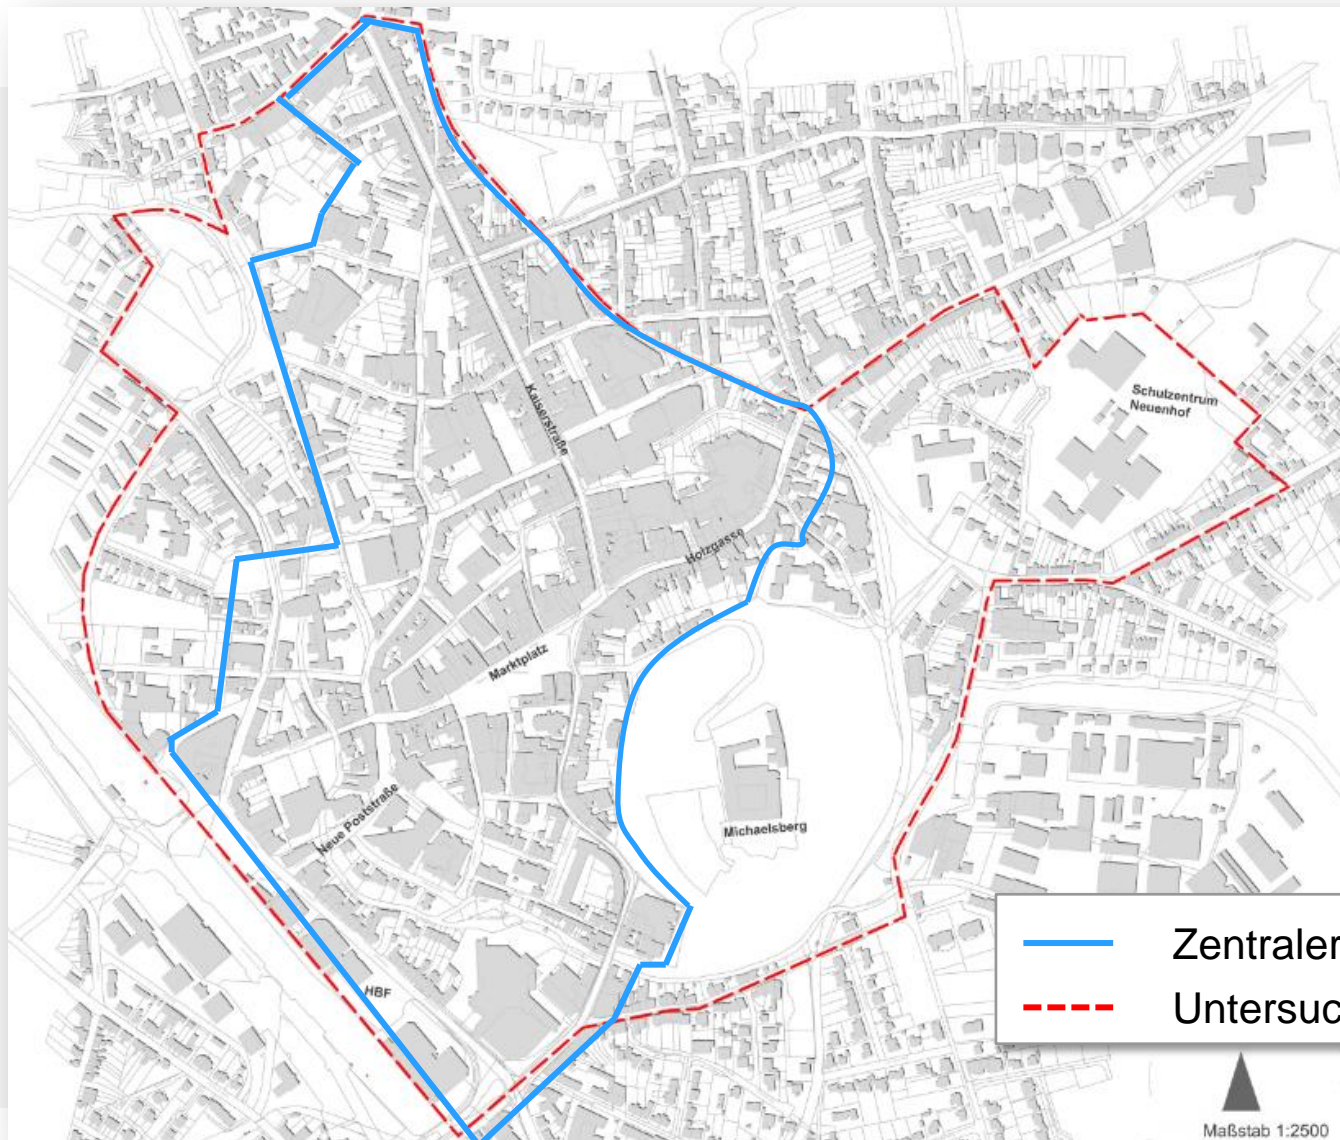 Kaiserstraße
Schulzentrum
Neuenhof
Holzgasse
Marktplatz
Neue Poststraße
Michaelsberg
HBF
Zentraler
Untersuc
Maßstab 1:2500